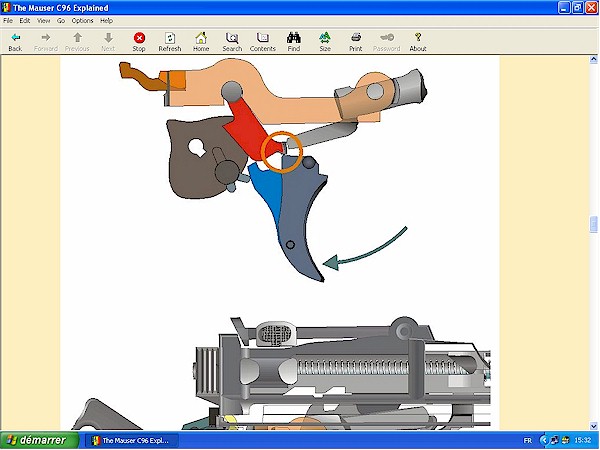 The Mauser C96 Explained
File Edit View Go Options Help
Back Forward Previous Next Stop Refresh Home Search Contents Find Size Print Password About
démarrer The Mauser C96 Expl... FR 15:32